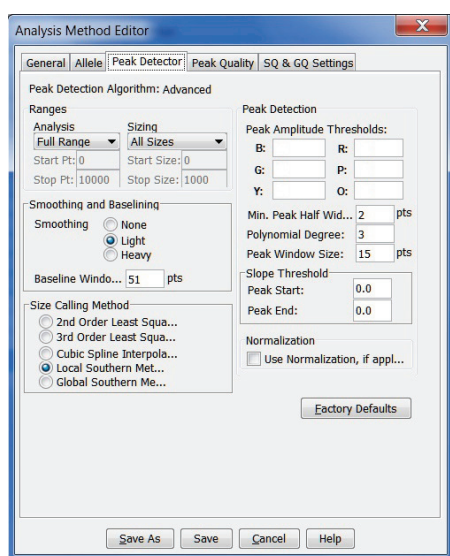 Analysis Method Editor
X
General Allele Peak Detector Peak Quality SQ & GQ Settings
Peak Detection Algorithm: Advanced
Ranges
Analysis Sizing
Full Range All Sizes
Start Pt: 0 Start Size: 0
Stop Pt: 10000 Stop Size: 1000
Smoothing and Baselining
Smoothing None
Light
Heavy
Baseline Windo... 51 pts
Size Calling Method
2nd Order Least Squa...
3rd Order Least Squa...
Cubic Spline Interpola...
Local Southern Met...
Global Southern Me...
Peak Detection
Peak Amplitude Thresholds:
B: R:
G: P:
Y: O:
Min. Peak Half Wid... 2 pts
Polynomial Degree: 3
Peak Window Size: 15 pts
Slope Threshold
Peak Start: 0.0
Peak End: 0.0
Normalization
Use Normalization, if appl...
Factory Defaults
Save As Save Cancel Help